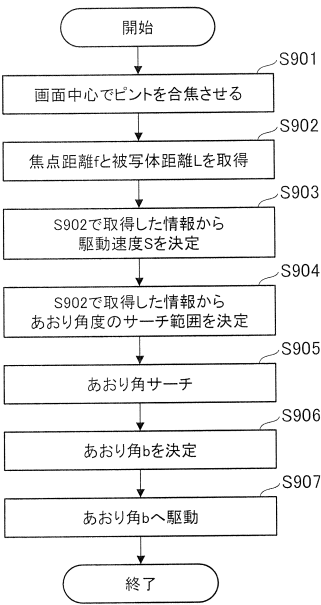 開始
S901
画面中心でピントを合焦させる
S902
焦点距離fと被写体距離Lを取得
S903
S902で取得した情報から
駆動速度Sを決定
S904
S902で取得した情報から
あおり角度のサーチ範囲を決定
S905
あおり角サーチ
S906
あおり角bを決定
S907
あおり角bへ駆動
終了